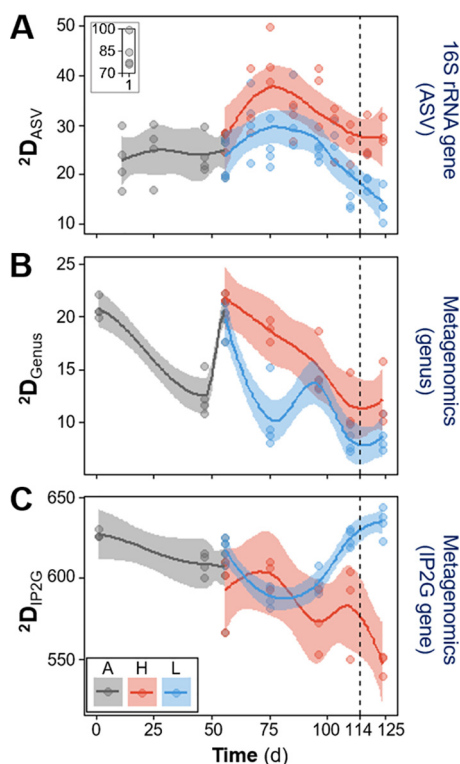 A
50
40
30
20
10
²D_ASV
100
85
70
1
16S rRNA gene
(ASV)
B
25
20
15
10
²D_Genus
Metagenomics
(genus)
C
650
600
550
²D_IP2G
Metagenomics
(IP2G gene)
A H L
0 25 50 75 100 114 125
Time (d)